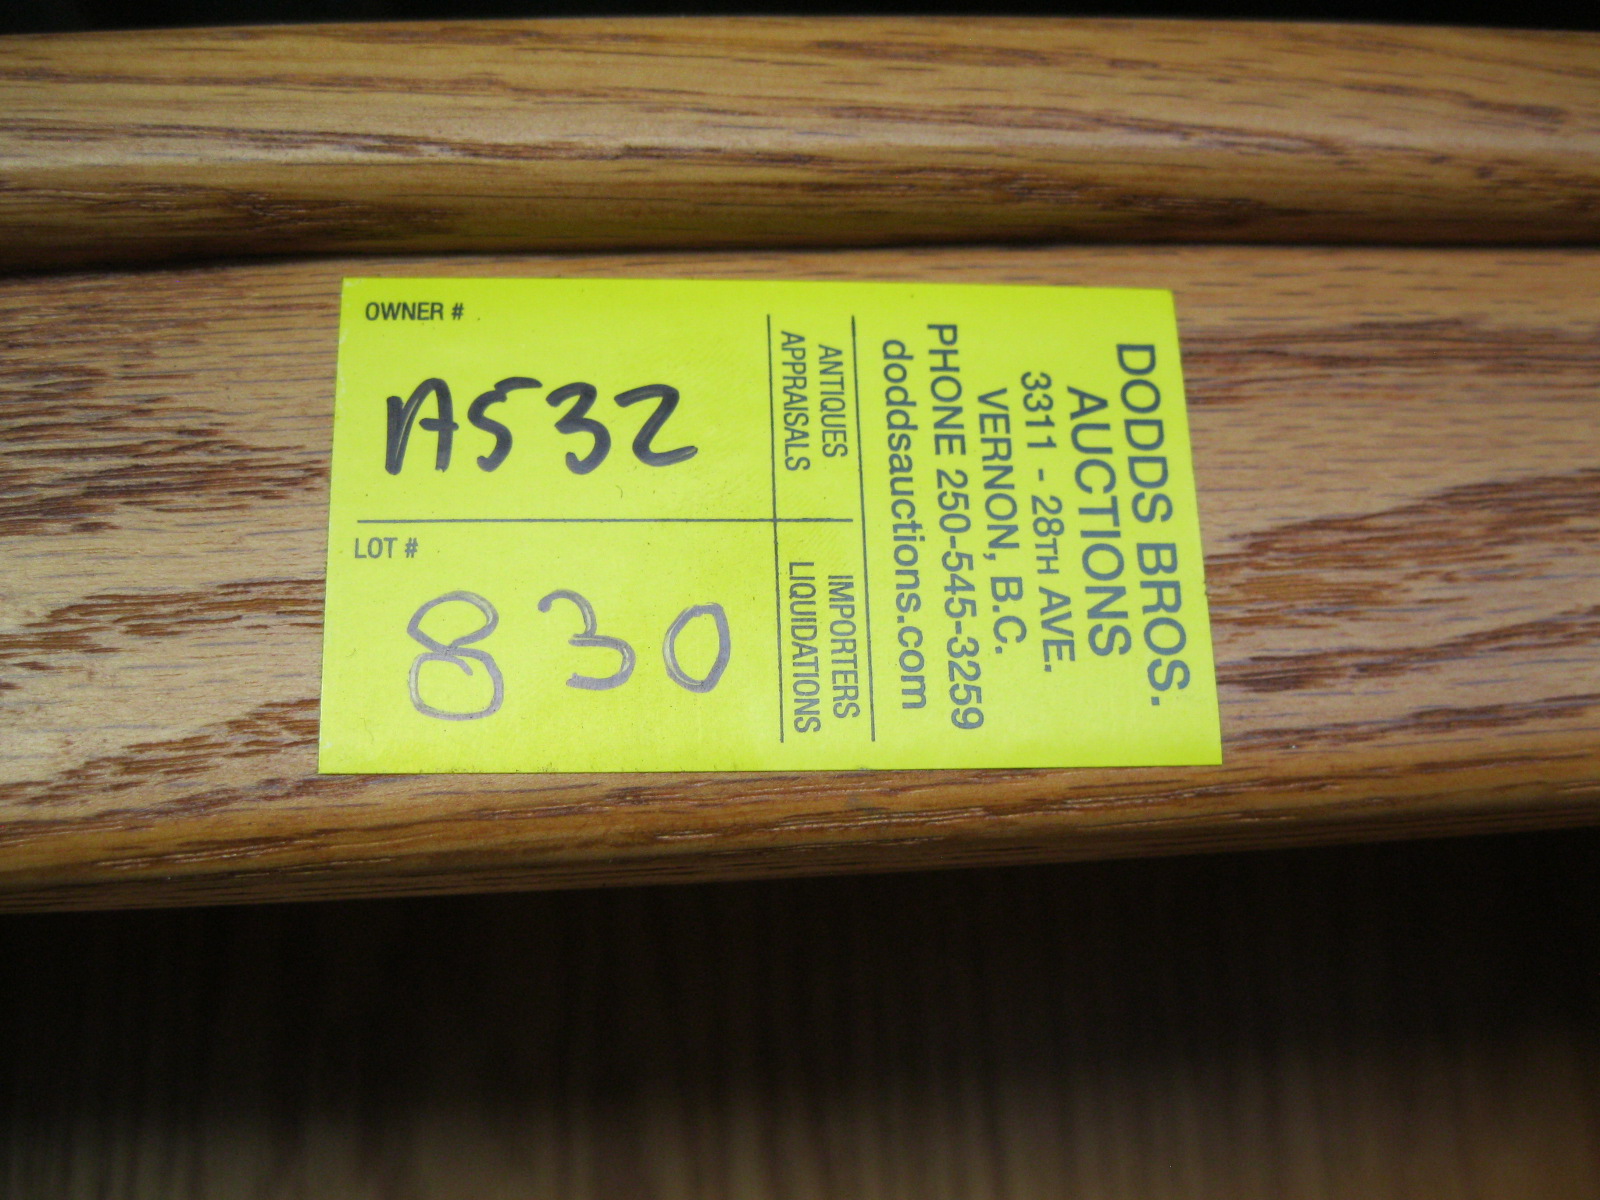 DODDS BROS.
AUCTIONS
3311 - 28TH AVE.
VERNON, B.C.
PHONE 250-545-3259
doddsauctions.com
ANTIQUES IMPORTERS
APPRAISALS LIQUIDATIONS
OWNER #
A532
LOT #
830